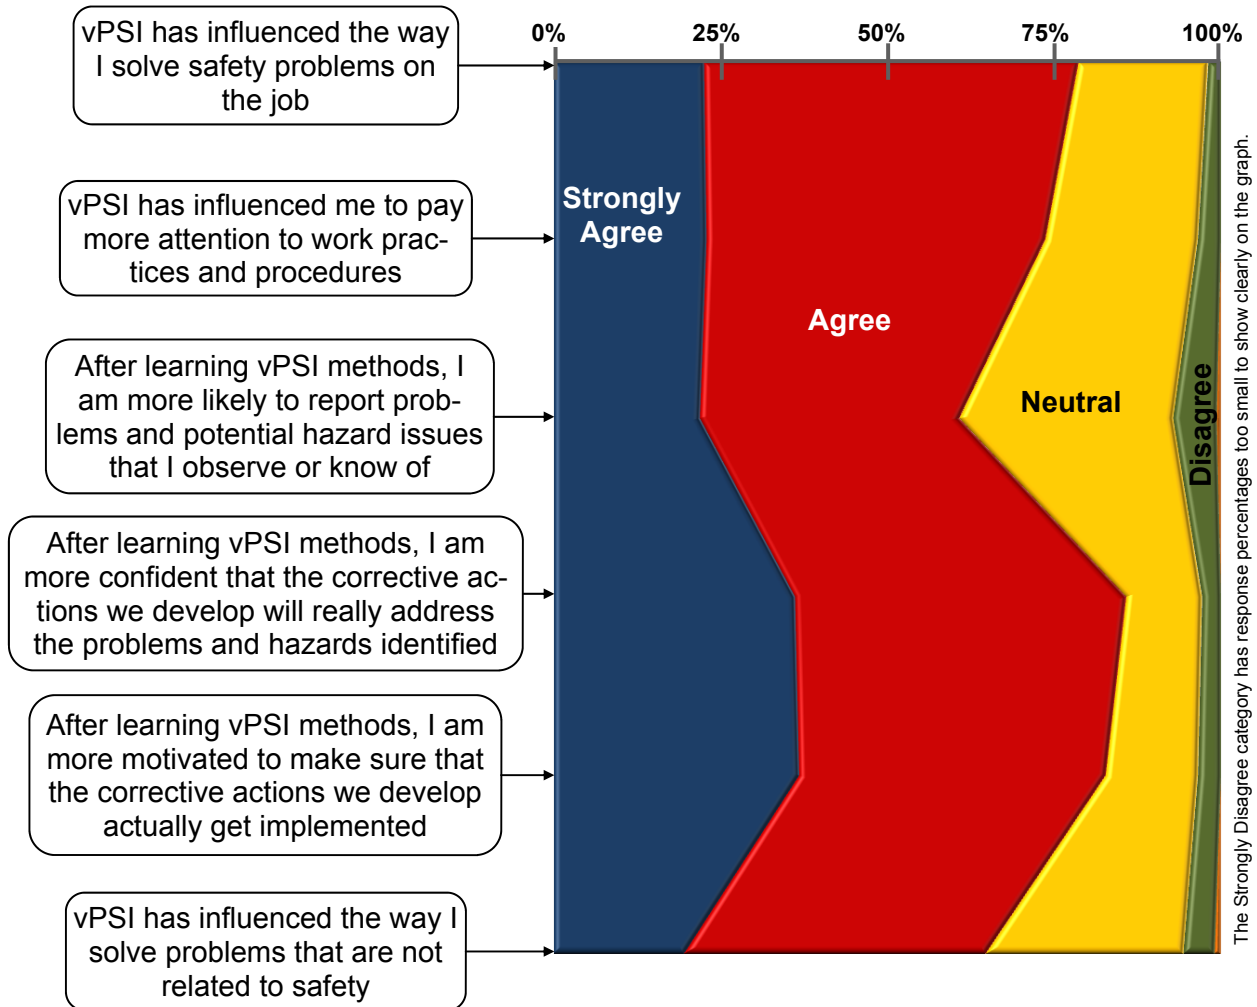 0%
25%
50%
75%
100%
vPSI has influenced the way
I solve safety problems on
the job
vPSI has influenced me to pay
more attention to work prac-
tices and procedures
After learning vPSI methods, I
am more likely to report prob-
lems and potential hazard issues
that I observe or know of
After learning vPSI methods, I am
more confident that the corrective ac-
tions we develop will really address
the problems and hazards identified
After learning vPSI methods, I am
more motivated to make sure that
the corrective actions we develop
actually get implemented
vPSI has influenced the way I
solve problems that are not
related to safety
Strongly
Agree
Agree
Neutral
Disagree
The Strongly Disagree category has response percentages too small to show clearly on the graph.